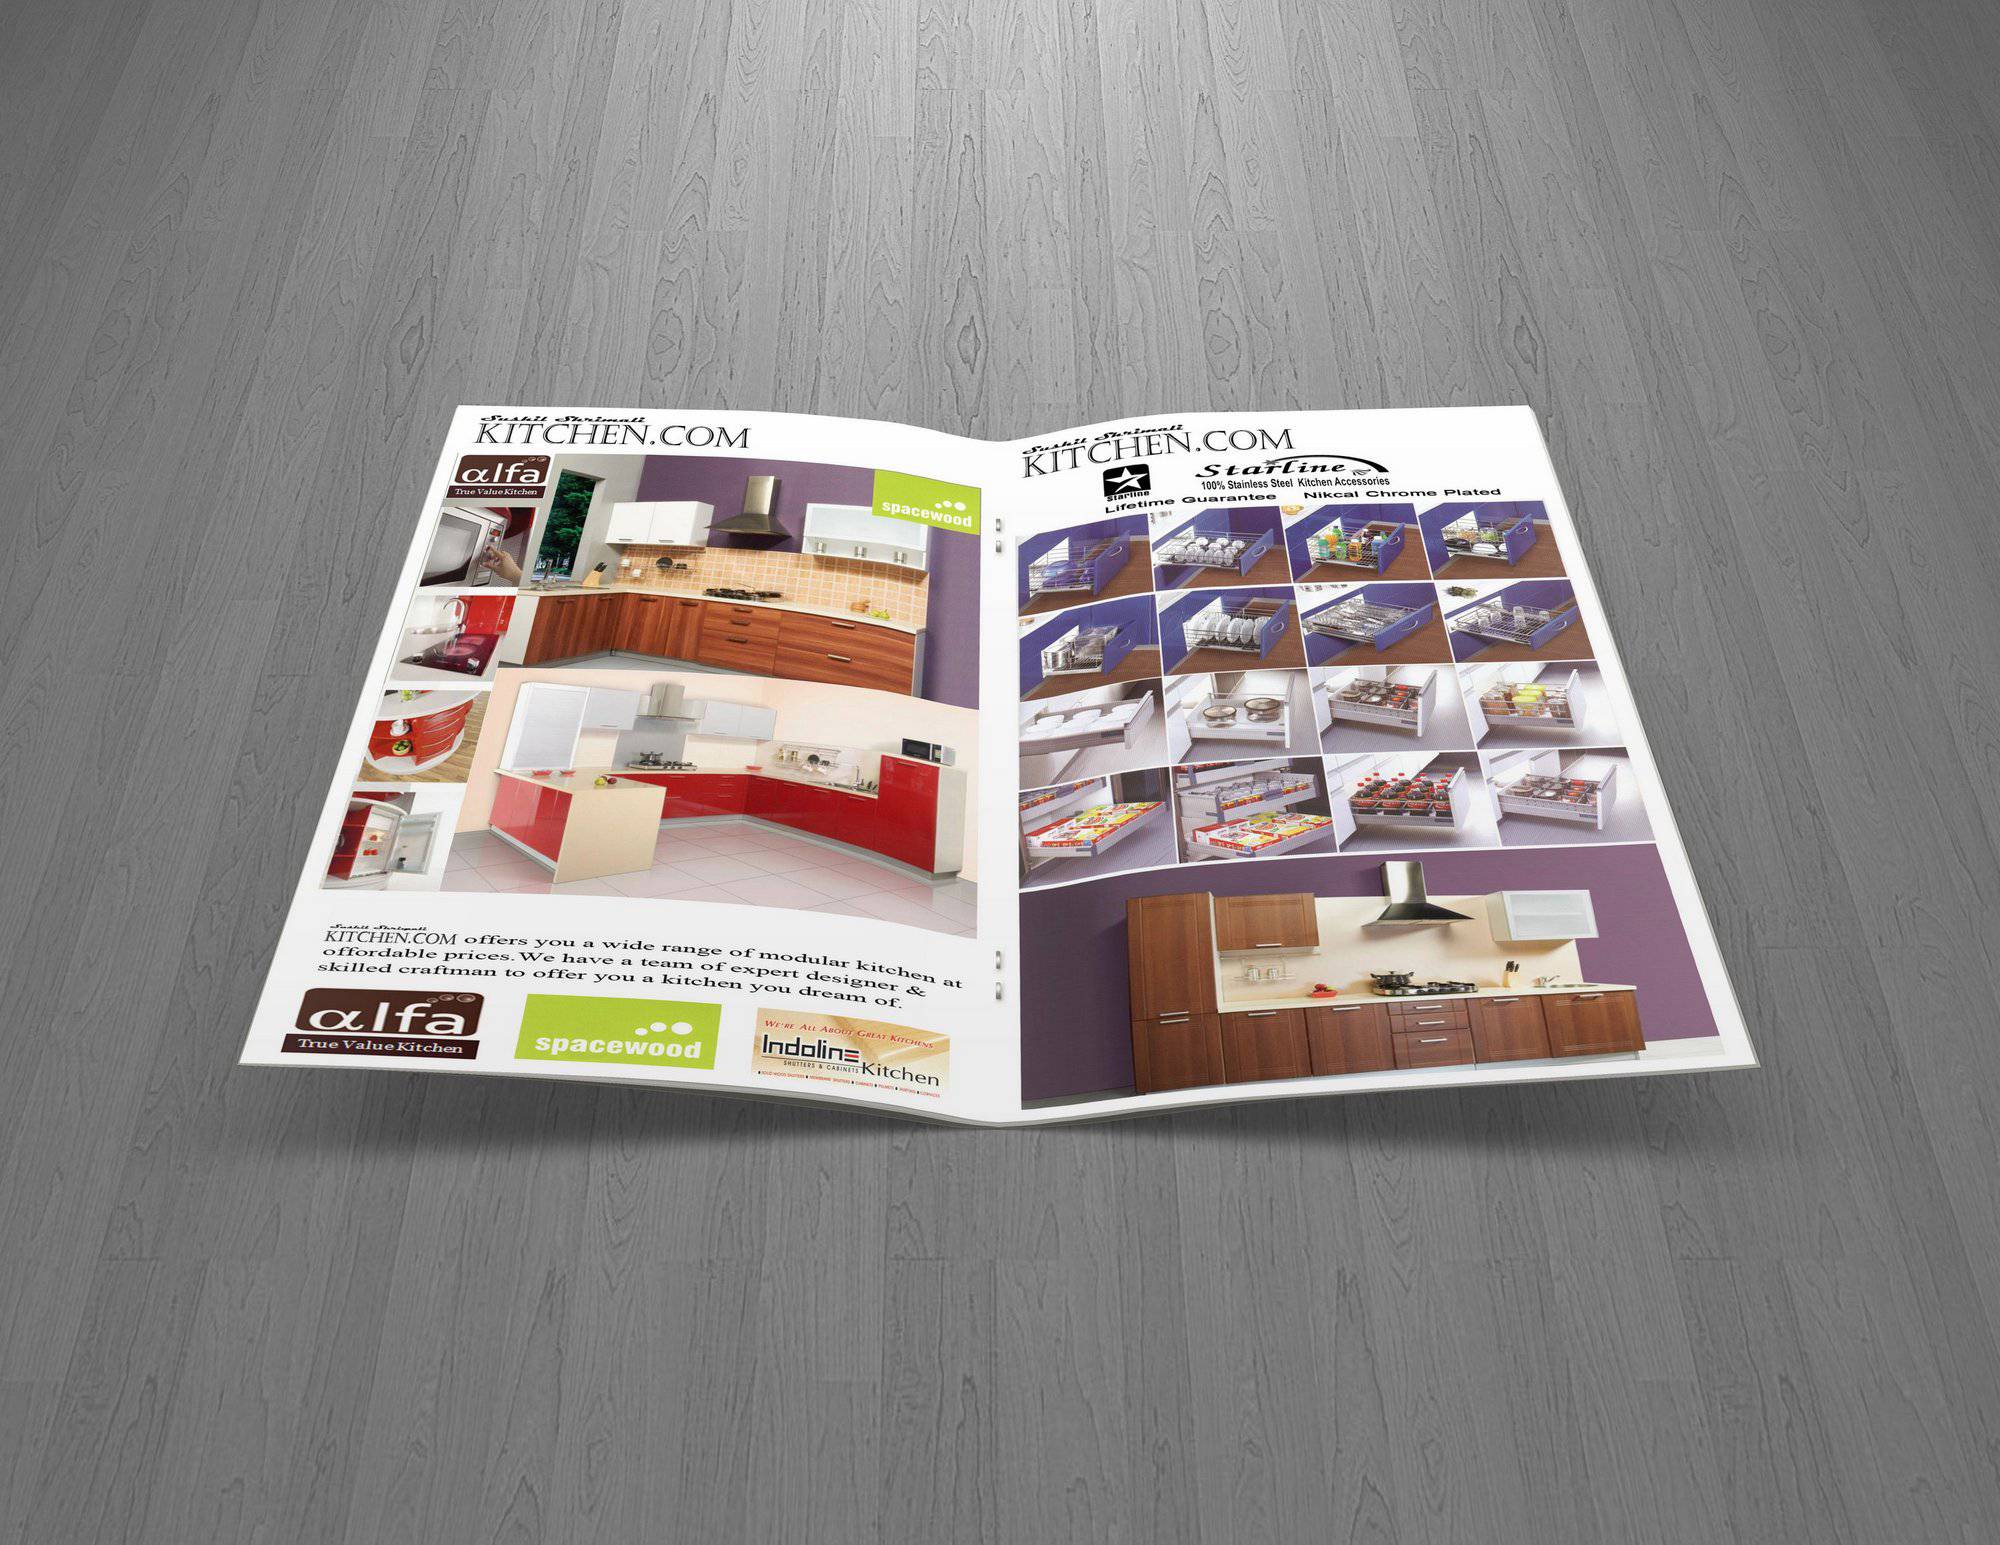 Sushil Shrimali
KITCHEN.COM
αlfa
True Value Kitchen
spacewood
Sushil Shrimali
KITCHEN.COM offers you a wide range of modular kitchen at
offordable prices. We have a team of expert designer &
skilled craftman to offer you a kitchen you dream of.
αlfa
True Value Kitchen
spacewood
WE'RE ALL ABOUT GREAT KITCHENS
Indoline
SHUTTERS & CABINETS
Kitchen
Sushil Shrimali
KITCHEN.COM
Starline
Starline
100% Stainless Steel Kitchen Accessories
Lifetime Guarantee Nikcal Chrome Plated